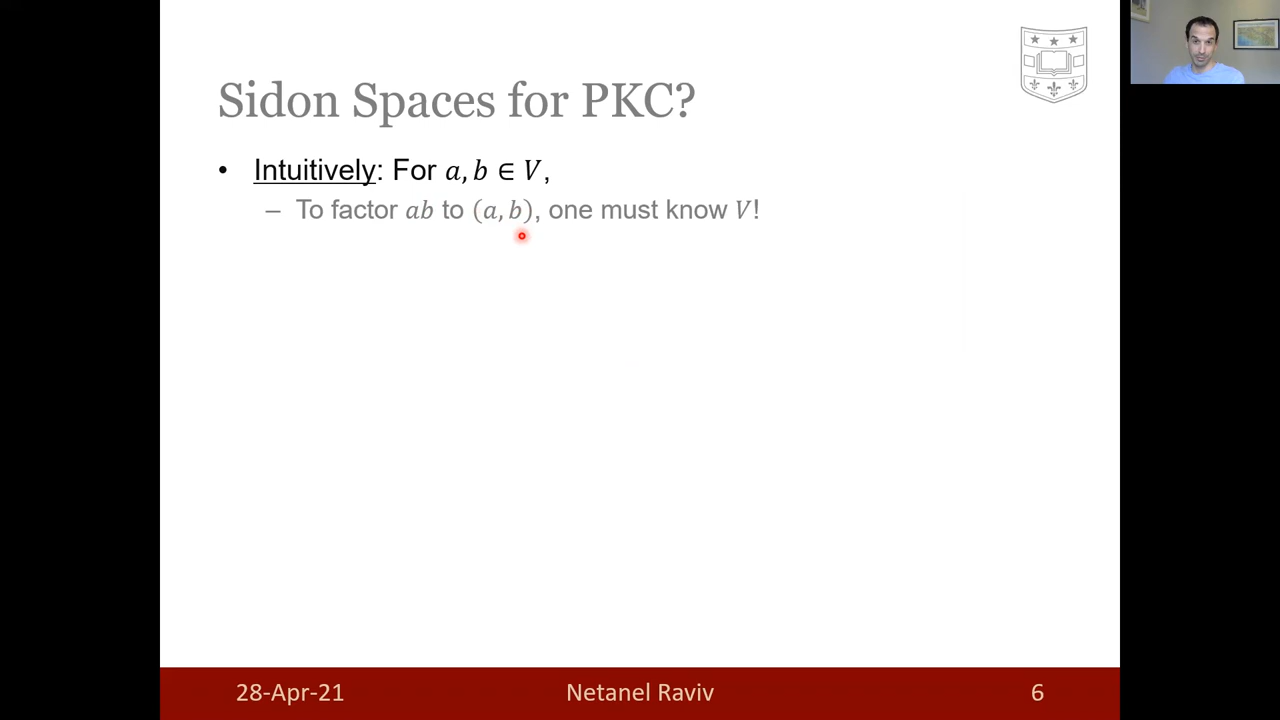 Sidon Spaces for PKC?
• Intuitively: For 𝑎, 𝑏 ∈ 𝑉,
– To factor 𝑎𝑏 to (𝑎, 𝑏), one must know 𝑉!
28-Apr-21 Netanel Raviv 6